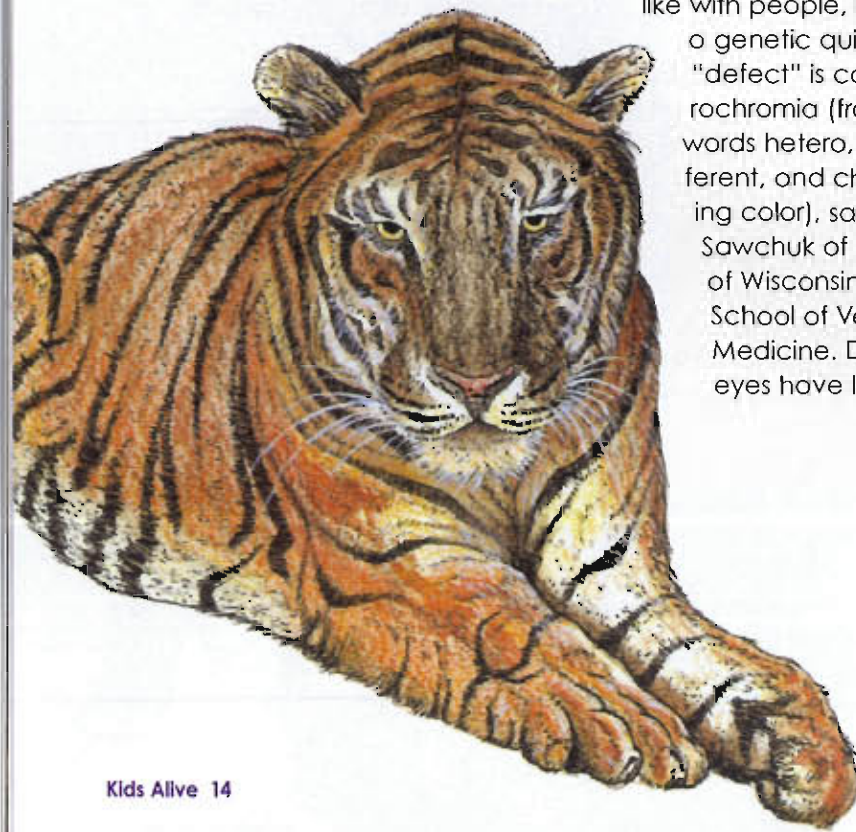 like with people,
o genetic qui
"defect" is co
rochromia (fro
words hetero,
ferent, and ch
ing color), sa
Sawchuk of
of Wisconsin
School of Ve
Medicine. D
eyes hove l
Kids Alive 14